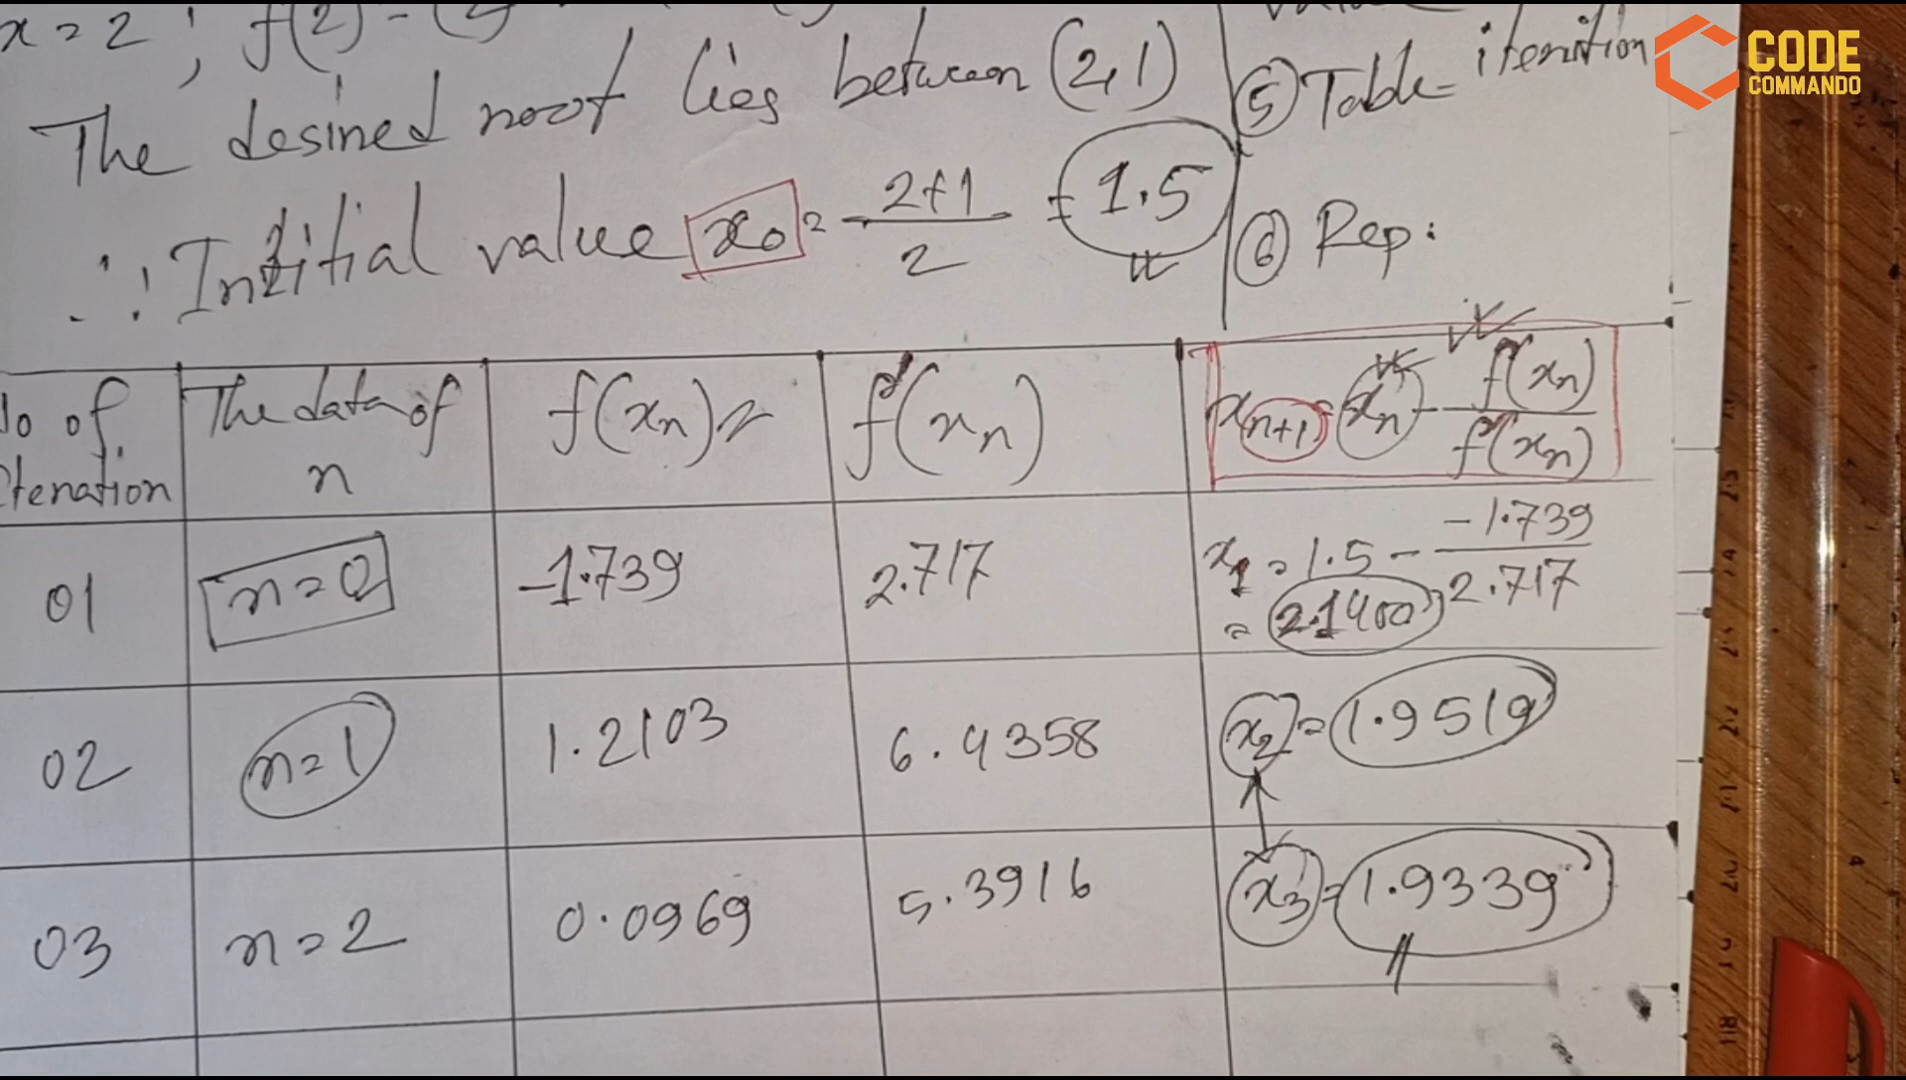 x = 2 ; f(2) = (2)
The desired root lies between (2,1)
∴ Initial value x₀ = (2+1)/2 = 1.5
iteration
⑤ Table
⑥ Rep:
CODE
COMMANDO
No of iteration | The data of n | f(xₙ) = | f'(xₙ) | xₙ₊₁ = xₙ - f(xₙ)/f'(xₙ)
01 | n=0 | -1.739 | 2.717 | x₁ = 1.5 - (-1.739)/2.717
= 2.1400
02 | n=1 | 1.2103 | 6.4358 | x₂ = 1.9519
03 | n=2 | 0.0969 | 5.3916 | x₃ = 1.9339